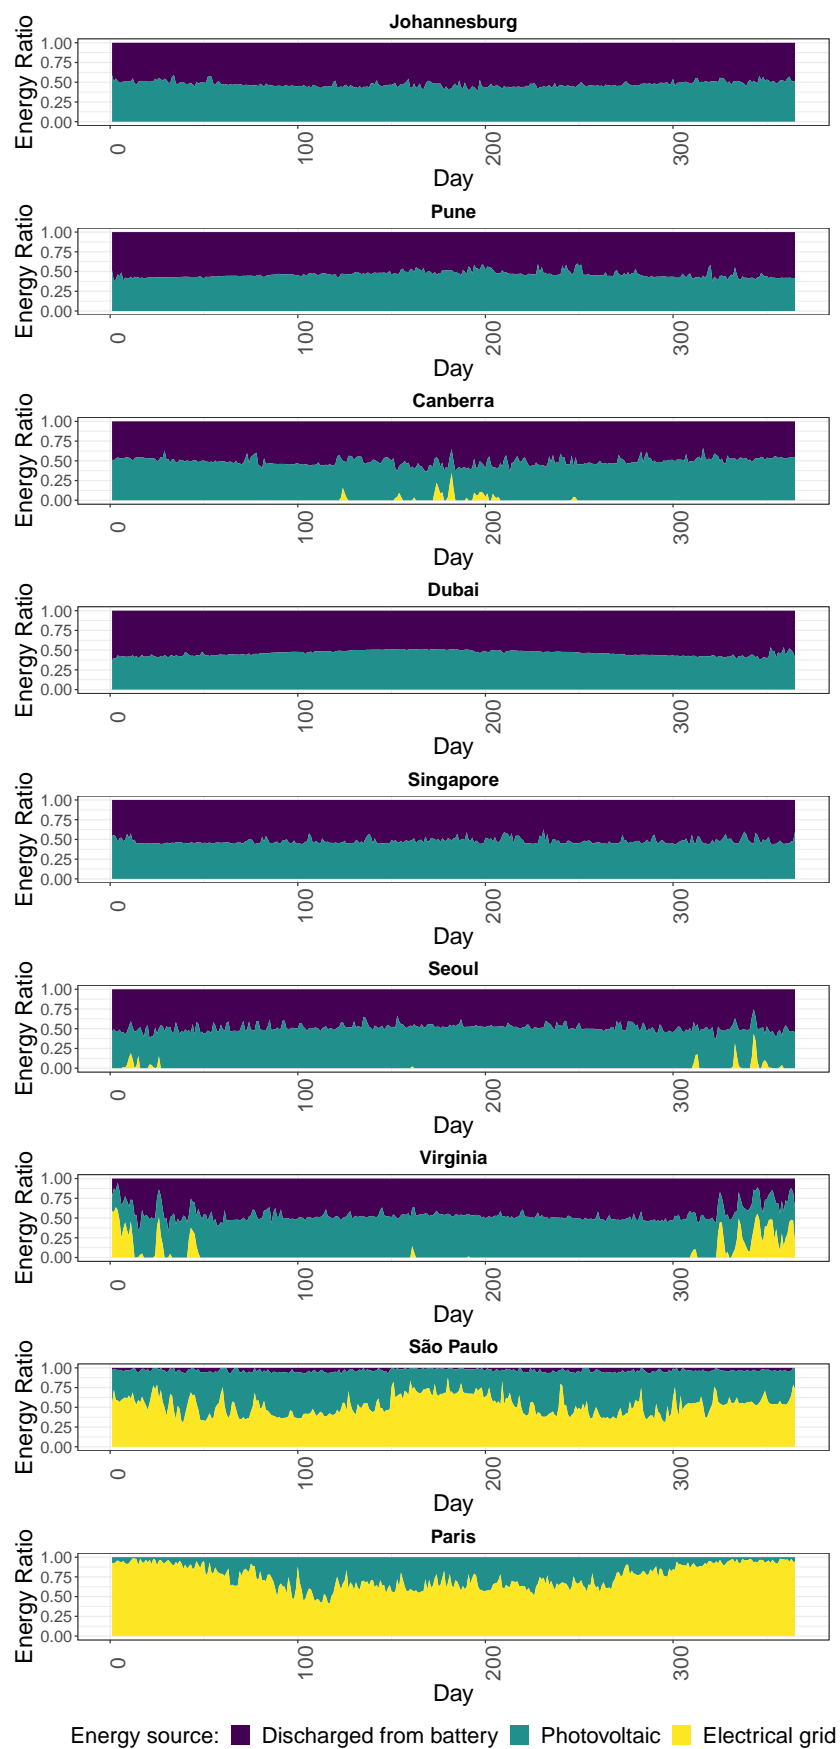 Johannesburg
Energy Ratio
1.00
0.75
0.50
0.25
0.00
0 100 200 300
Day
Pune
Energy Ratio
1.00
0.75
0.50
0.25
0.00
0 100 200 300
Day
Canberra
Energy Ratio
1.00
0.75
0.50
0.25
0.00
0 100 200 300
Day
Dubai
Energy Ratio
1.00
0.75
0.50
0.25
0.00
0 100 200 300
Day
Singapore
Energy Ratio
1.00
0.75
0.50
0.25
0.00
0 100 200 300
Day
Seoul
Energy Ratio
1.00
0.75
0.50
0.25
0.00
0 100 200 300
Day
Virginia
Energy Ratio
1.00
0.75
0.50
0.25
0.00
0 100 200 300
Day
São Paulo
Energy Ratio
1.00
0.75
0.50
0.25
0.00
0 100 200 300
Day
Paris
Energy Ratio
1.00
0.75
0.50
0.25
0.00
0 100 200 300
Day
Energy source: Discharged from battery Photovoltaic Electrical grid